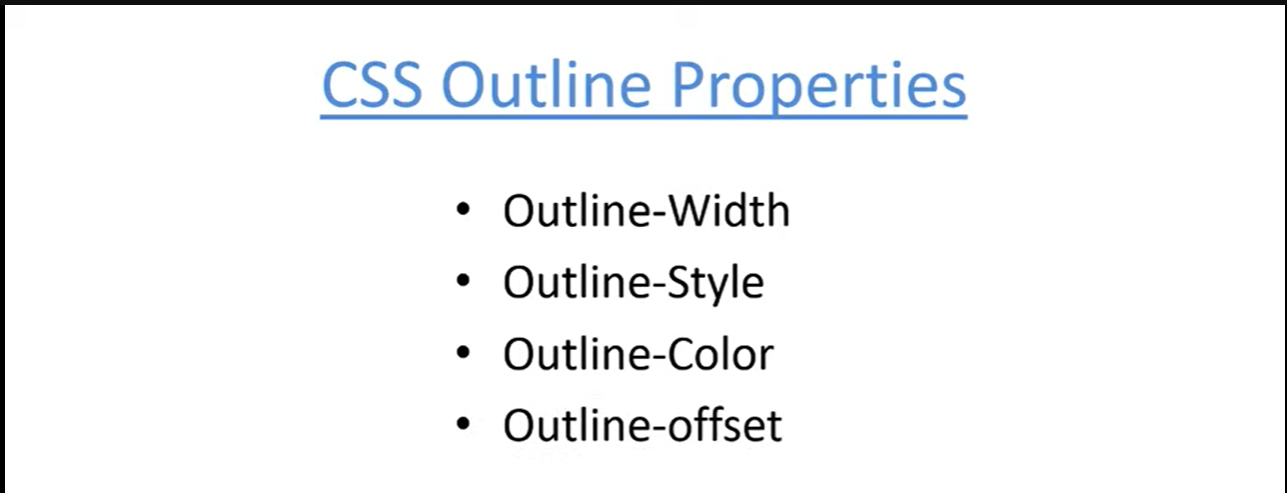 CSS Outline Properties
• Outline-Width
• Outline-Style
• Outline-Color
• Outline-offset